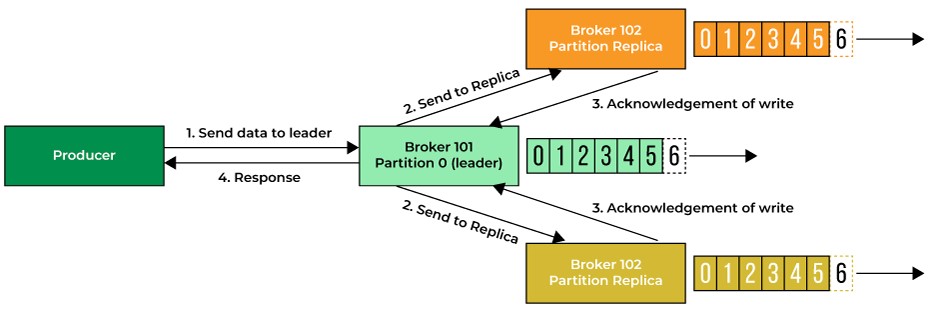 Broker 102
Partition Replica
0 1 2 3 4 5 6
2. Send to Replica
3. Acknowledgement of write
1. Send data to leader
Producer
4. Response
Broker 101
Partition 0 (leader)
0 1 2 3 4 5 6
2. Send to Replica
3. Acknowledgement of write
Broker 102
Partition Replica
0 1 2 3 4 5 6